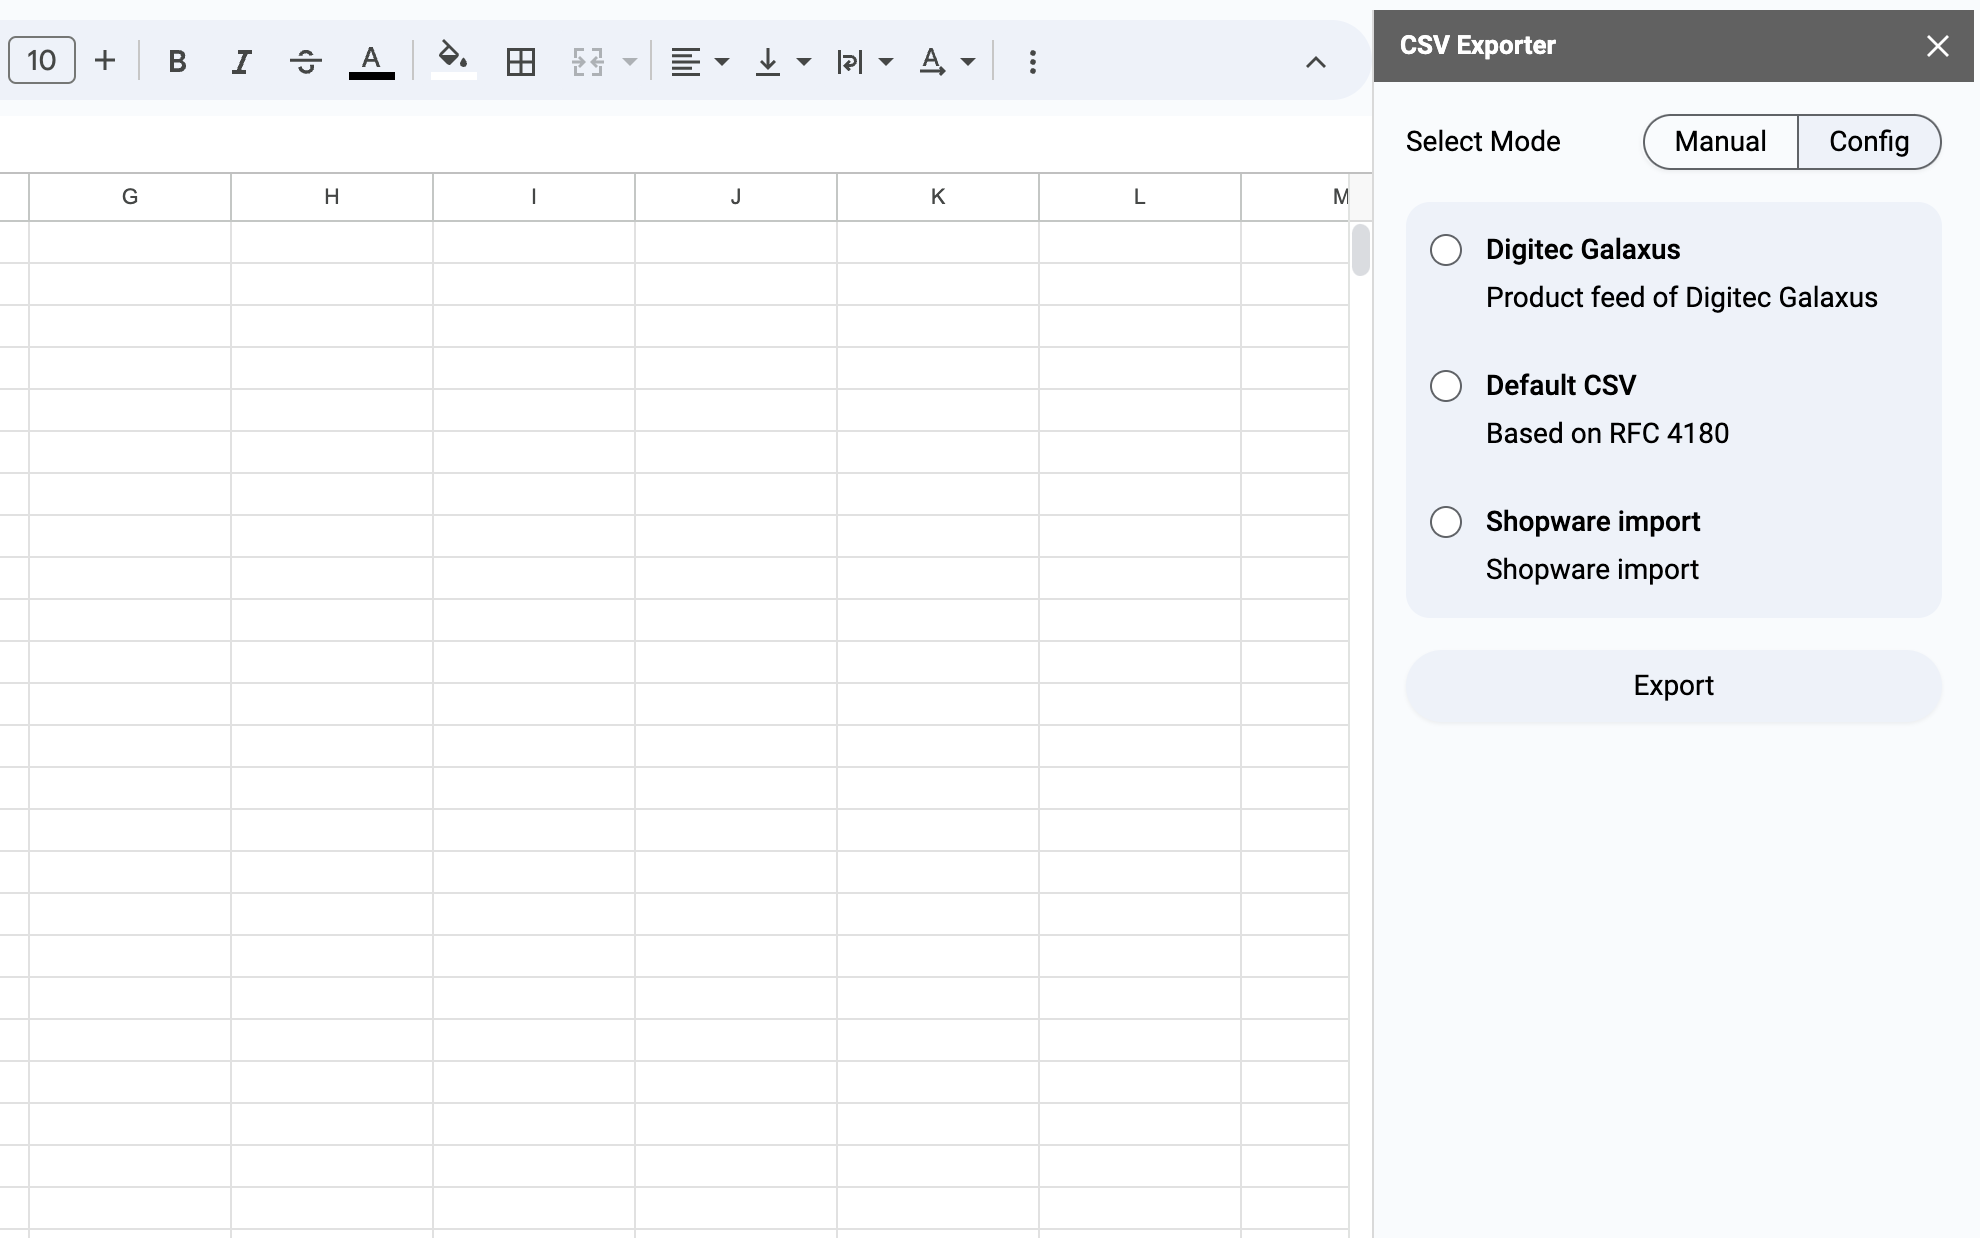 10
B
I
S
A
A
CSV Exporter
Select Mode
Manual
Config
G
H
I
J
K
L
M
Digitec Galaxus
Product feed of Digitec Galaxus
Default CSV
Based on RFC 4180
Shopware import
Shopware import
Export